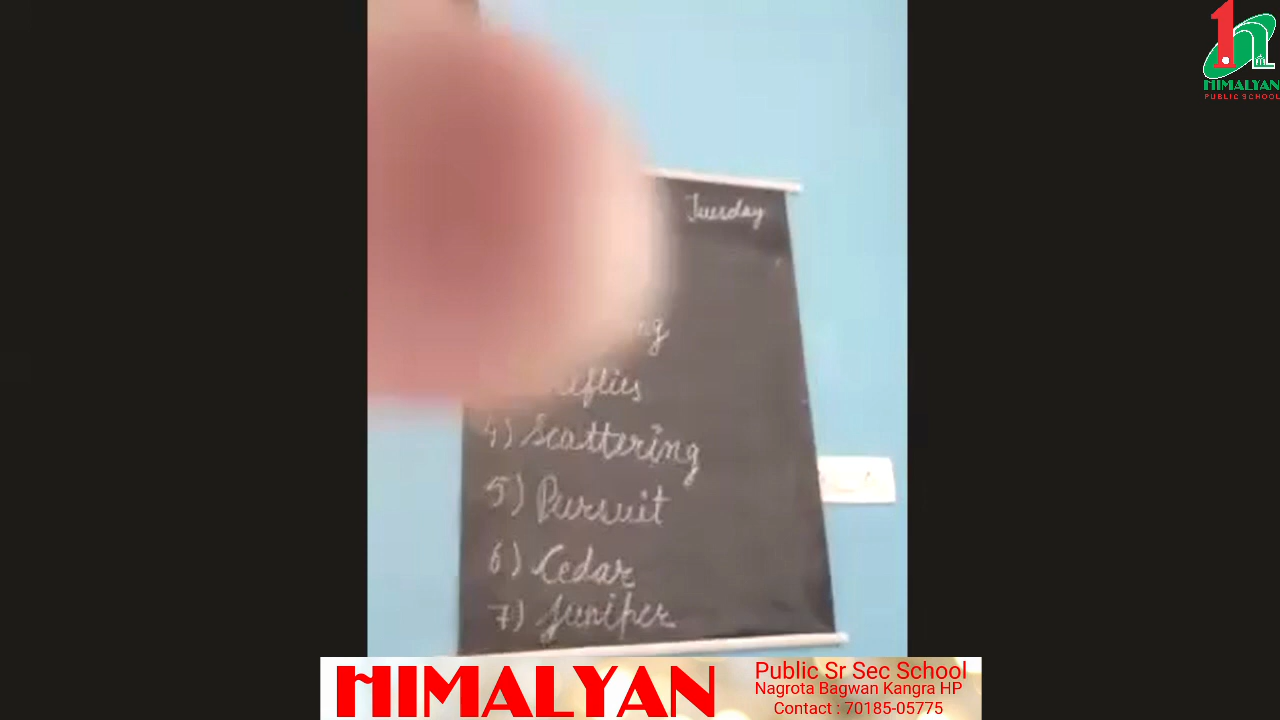 HIMALYAN
PUBLIC SCHOOL
Tuesday
4) Scattering
5) Pursuit
6) Cedar
7) Juniper
HIMALYAN
Public Sr Sec School
Nagrota Bagwan Kangra HP
Contact : 70185-05775